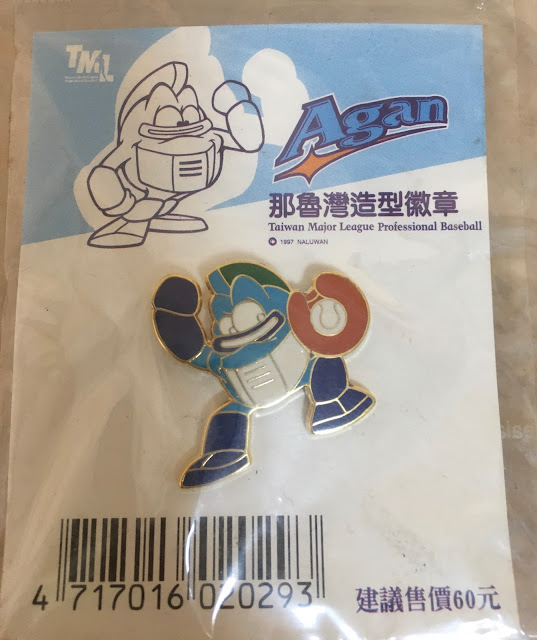 TML
Agan
那魯灣造型徽章
Taiwan Major League Professional Baseball
1997 NALUWAN
4 717016 020293
建議售價60元